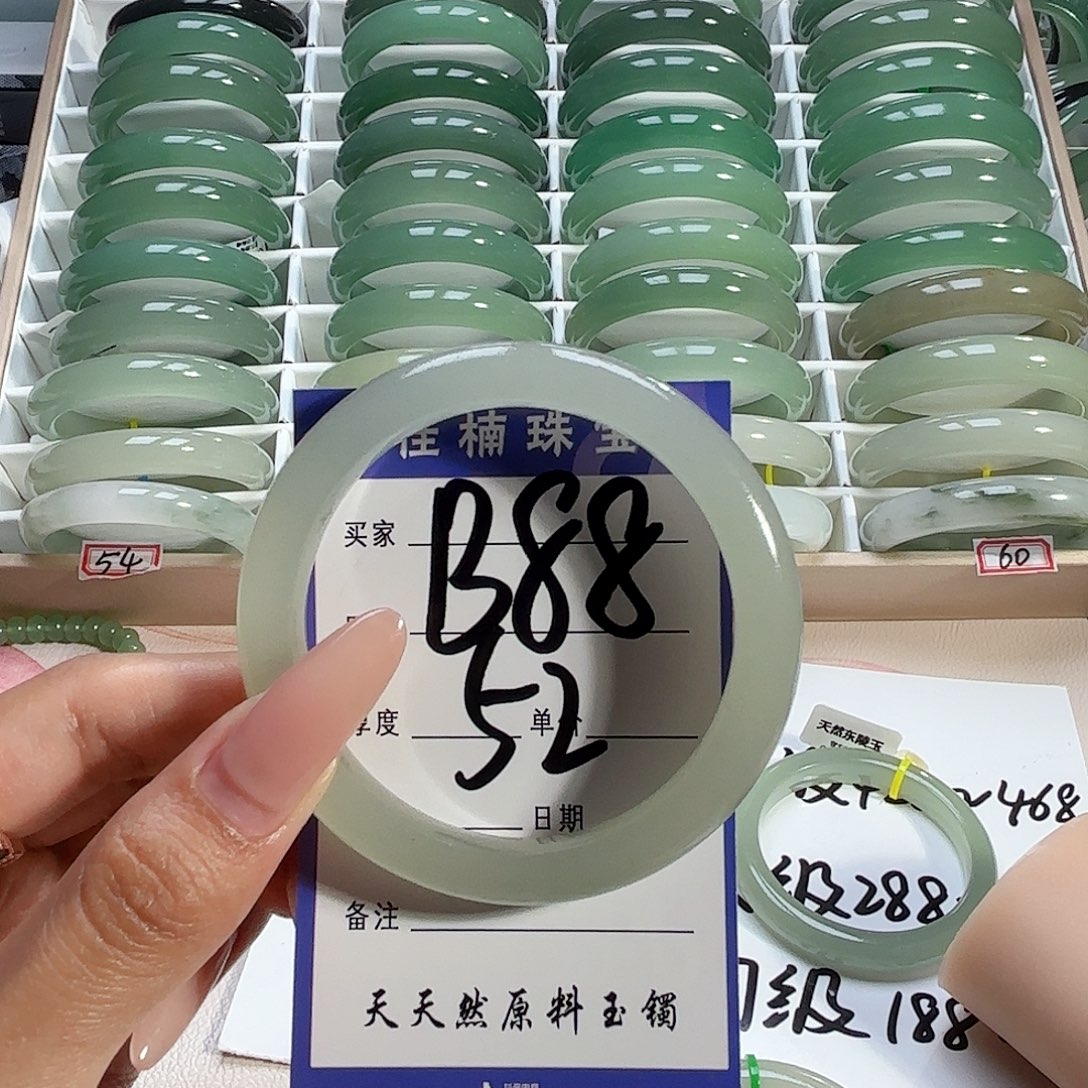 佳楠珠宝
买家
B88
54
60
52
厚度
单价
天然东陵玉
468
日期
级288
备注
级188
天天然原料玉镯